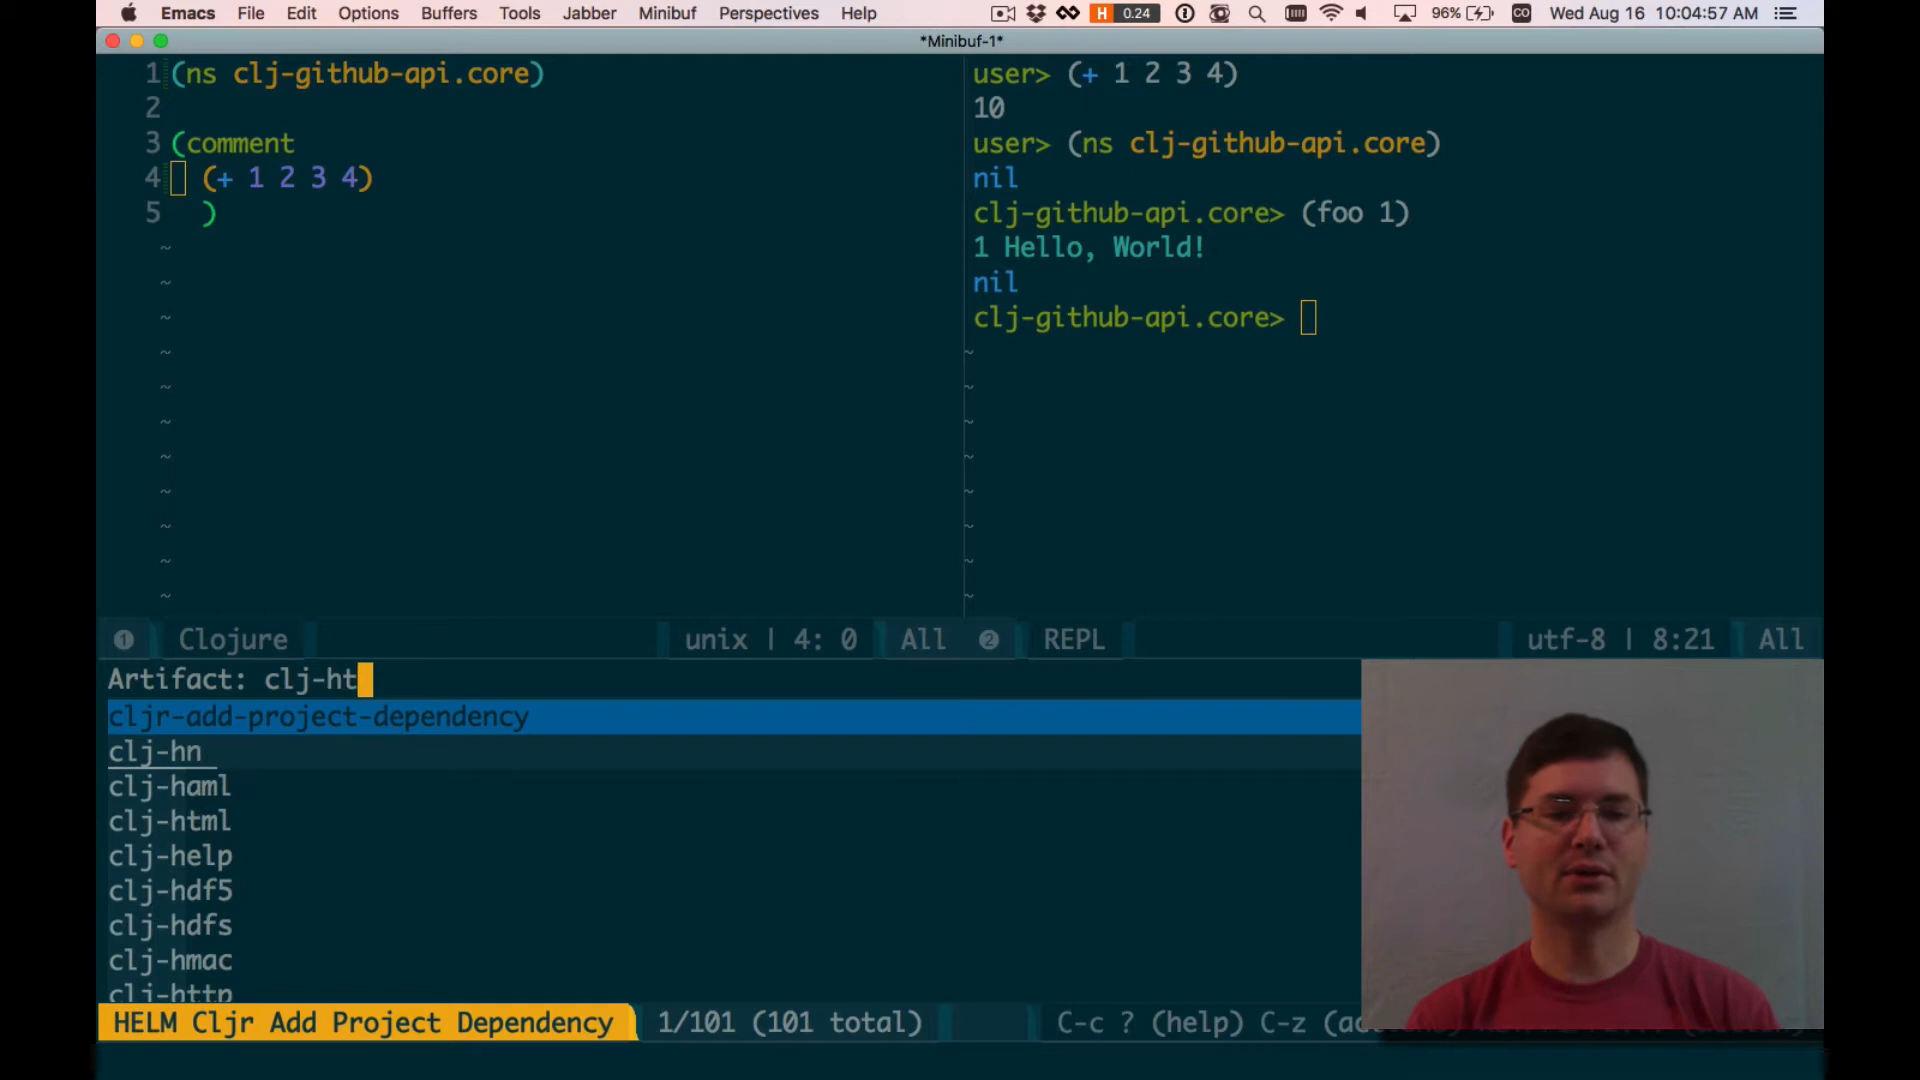 Emacs File Edit Options Buffers Tools Jabber Minibuf Perspectives Help H 0.24 96% CO Wed Aug 16 10:04:57 AM
*Minibuf-1*
1 (ns clj-github-api.core)
2
3 (comment
4 (+ 1 2 3 4)
5 )
~
~
~
~
~
~
~
~
~
~
~
user> (+ 1 2 3 4)
10
user> (ns clj-github-api.core)
nil
clj-github-api.core> (foo 1)
1 Hello, World!
nil
clj-github-api.core>
~
~
~
~
~
~
~
~
1 Clojure unix | 4: 0 All 2 REPL utf-8 | 8:21 All
Artifact: clj-ht
cljr-add-project-dependency
clj-hn
clj-haml
clj-html
clj-help
clj-hdf5
clj-hdfs
clj-hmac
clj-http
HELM Cljr Add Project Dependency 1/101 (101 total) C-c ? (help) C-z